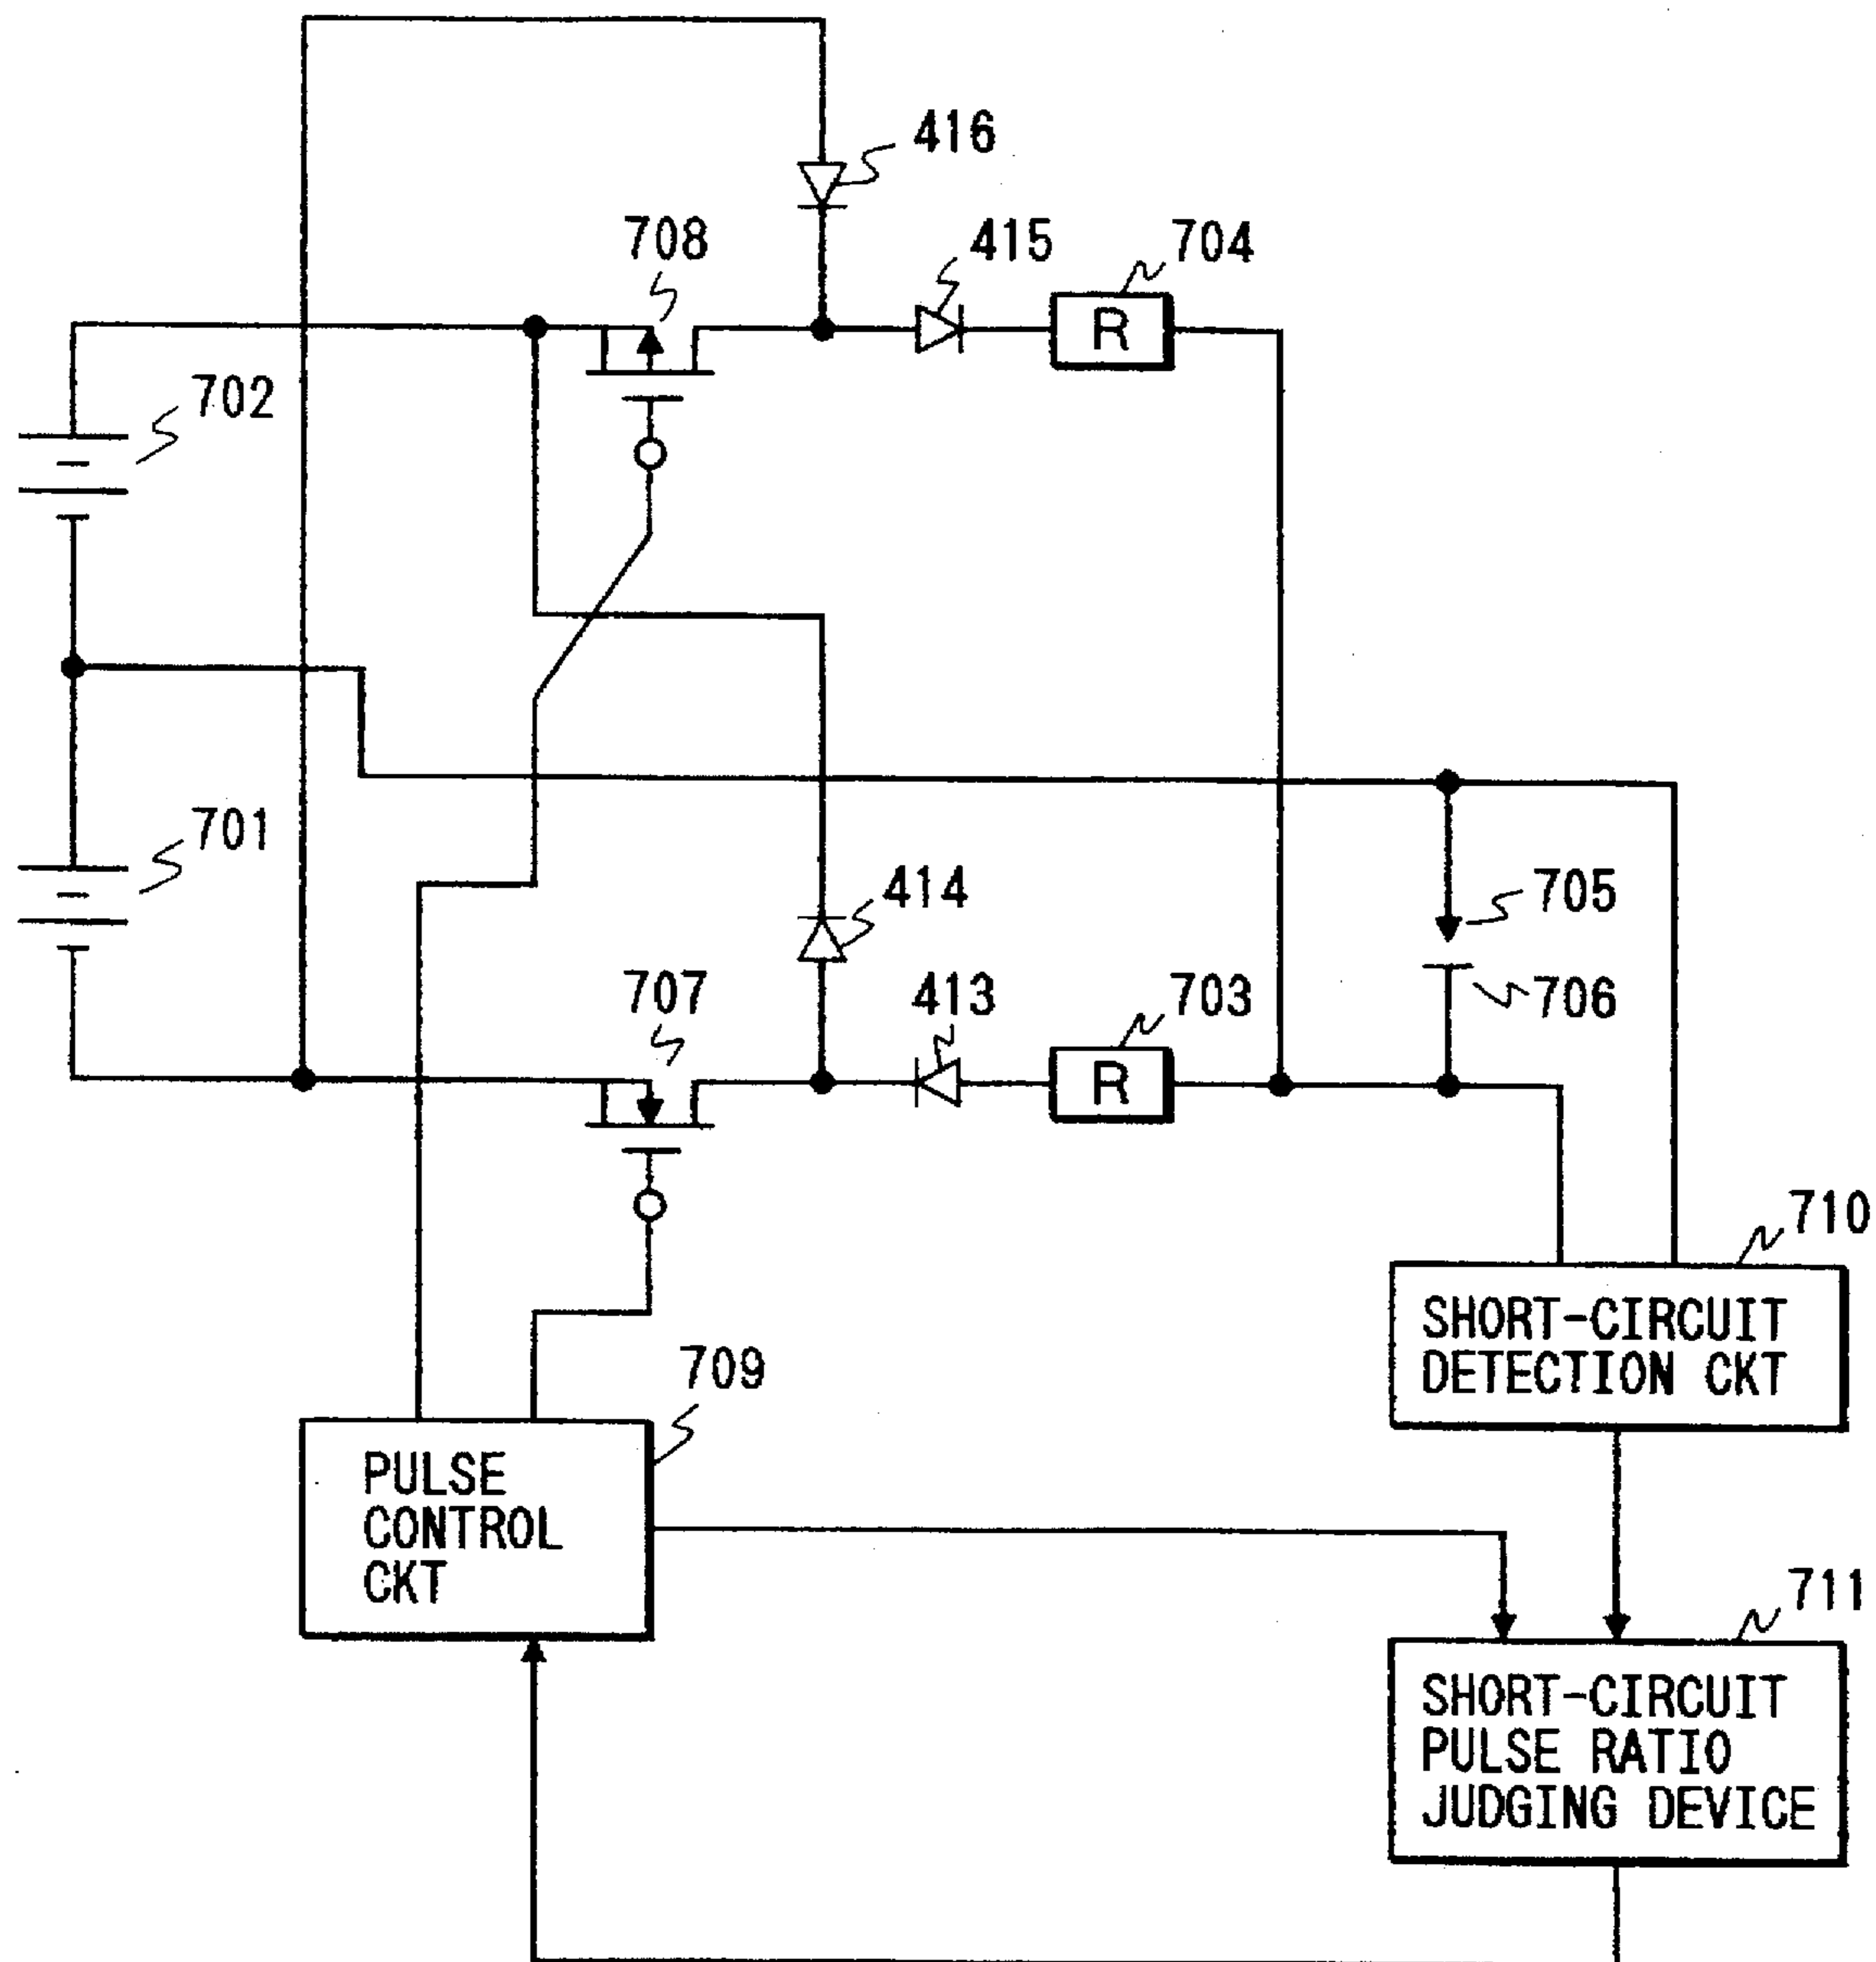 416
708
415
704
R
702
701
414
705
707
413
703
706
R
710
SHORT-CIRCUIT
DETECTION CKT
709
PULSE
CONTROL
CKT
711
SHORT-CIRCUIT
PULSE RATIO
JUDGING DEVICE